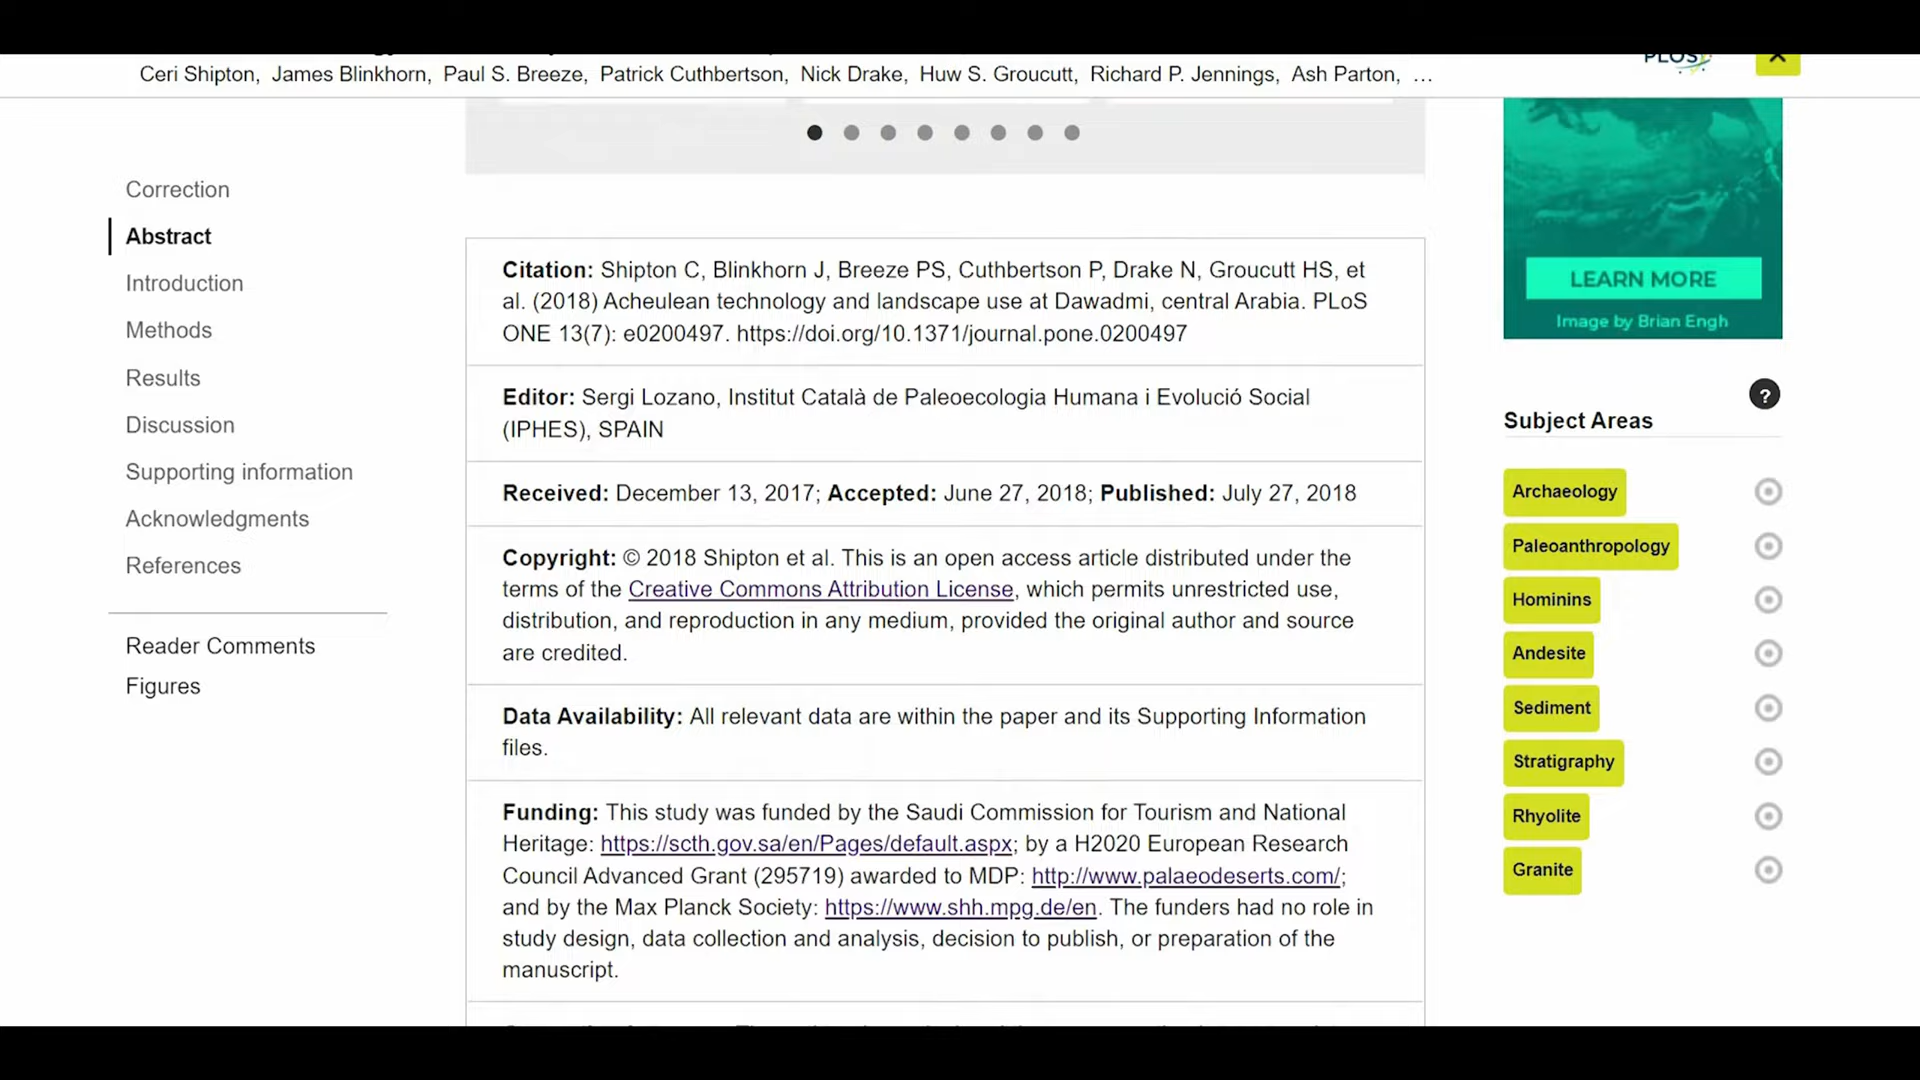 Ceri Shipton, James Blinkhorn, Paul S. Breeze, Patrick Cuthbertson, Nick Drake, Huw S. Groucutt, Richard P. Jennings, Ash Parton, …
PLOS
Correction
Abstract
Introduction
Methods
Results
Discussion
Supporting information
Acknowledgments
References
Reader Comments
Figures
Citation: Shipton C, Blinkhorn J, Breeze PS, Cuthbertson P, Drake N, Groucutt HS, et
al. (2018) Acheulean technology and landscape use at Dawadmi, central Arabia. PLoS
ONE 13(7): e0200497. https://doi.org/10.1371/journal.pone.0200497
Editor: Sergi Lozano, Institut Català de Paleoecologia Humana i Evolució Social
(IPHES), SPAIN
Received: December 13, 2017; Accepted: June 27, 2018; Published: July 27, 2018
Copyright: © 2018 Shipton et al. This is an open access article distributed under the
terms of the Creative Commons Attribution License, which permits unrestricted use,
distribution, and reproduction in any medium, provided the original author and source
are credited.
Data Availability: All relevant data are within the paper and its Supporting Information
files.
Funding: This study was funded by the Saudi Commission for Tourism and National
Heritage: https://scth.gov.sa/en/Pages/default.aspx; by a H2020 European Research
Council Advanced Grant (295719) awarded to MDP: http://www.palaeodeserts.com/;
and by the Max Planck Society: https://www.shh.mpg.de/en. The funders had no role in
study design, data collection and analysis, decision to publish, or preparation of the
manuscript.
LEARN MORE
Image by Brian Engh
?
Subject Areas
Archaeology
Paleoanthropology
Hominins
Andesite
Sediment
Stratigraphy
Rhyolite
Granite